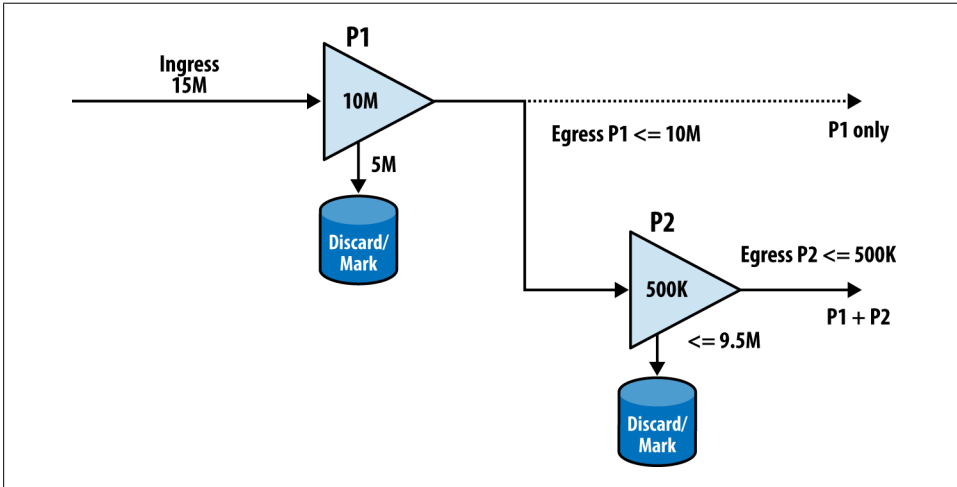 P1
Ingress
15M
10M
Egress P1 <= 10M
P1 only
5M
Discard/
Mark
P2
Egress P2 <= 500K
500K
P1 + P2
<= 9.5M
Discard/
Mark